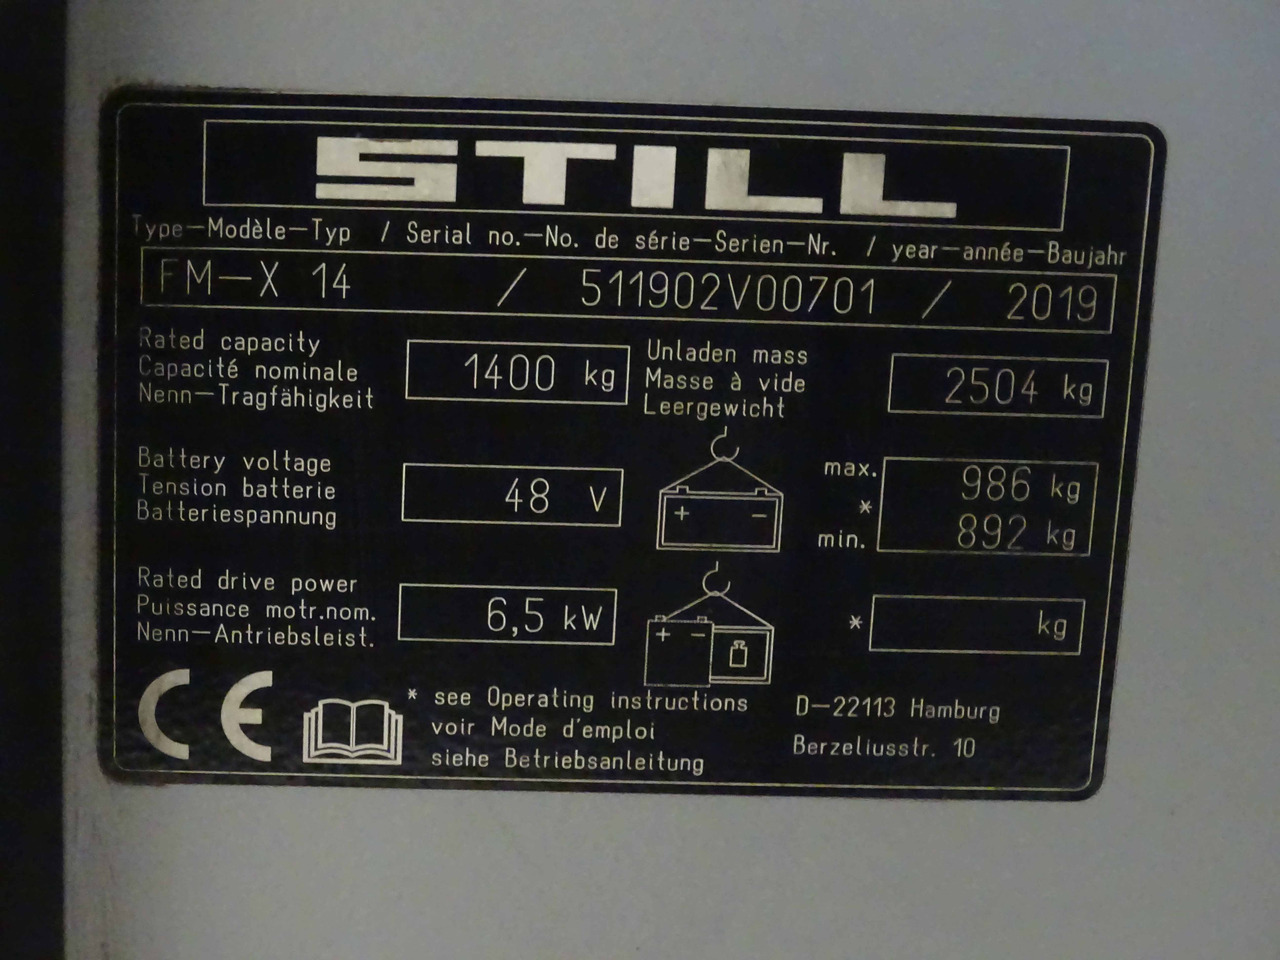 STILL
Type—Modèle—Typ / Serial no.—No. de série—Serien—Nr. / year—année—Baujahr
FM—X 14 / 511902V00701 / 2019
Rated capacity
Capacité nominale
Nenn—Tragfähigkeit
1400 kg
Unladen mass
Masse à vide
Leergewicht
2504 kg
Battery voltage
Tension batterie
Batteriespannung
48 V
+ −
max. 986 kg
*
min. 892 kg
Rated drive power
Puissance motr.nom.
Nenn—Antriebsleist.
6,5 kW
+ −
* kg
CE
* see Operating instructions
voir Mode d'emploi
siehe Betriebsanleitung
D—22113 Hamburg
Berzeliusstr. 10